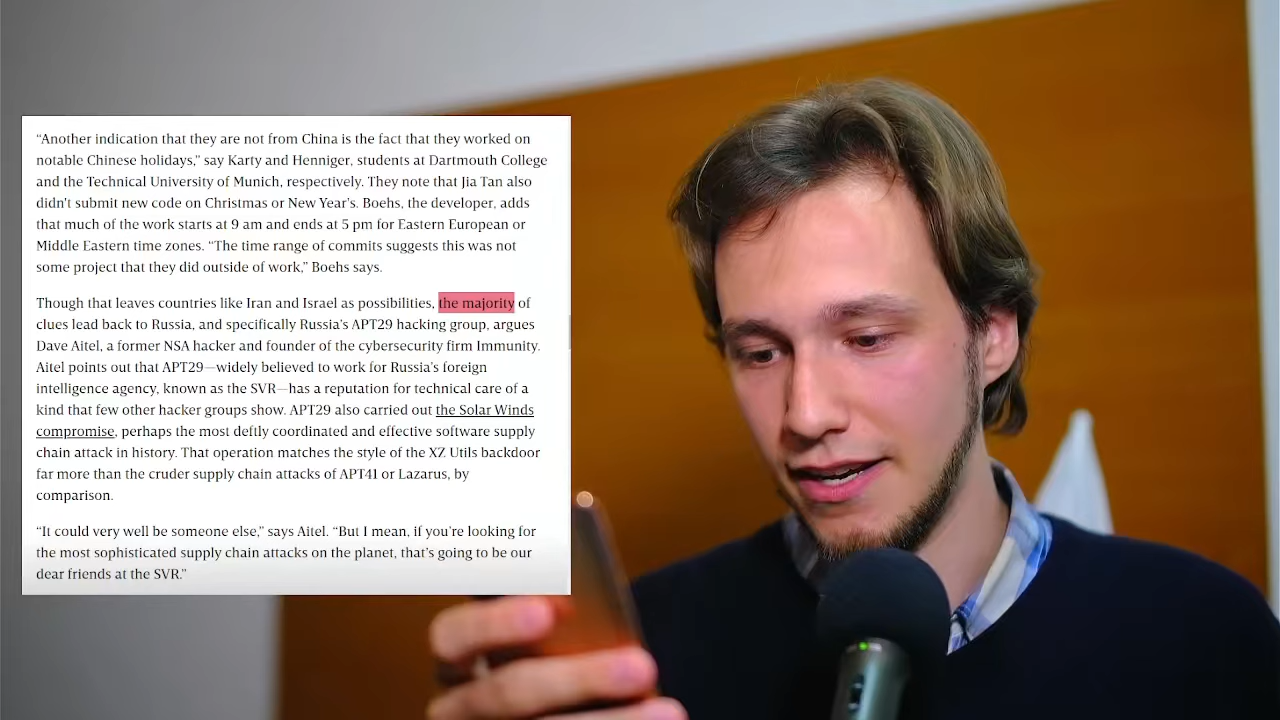 “Another indication that they are not from China is the fact that they worked on
notable Chinese holidays,” say Karty and Henniger, students at Dartmouth College
and the Technical University of Munich, respectively. They note that Jia Tan also
didn't submit new code on Christmas or New Year's. Boehs, the developer, adds
that much of the work starts at 9 am and ends at 5 pm for Eastern European or
Middle Eastern time zones. “The time range of commits suggests this was not
some project that they did outside of work,” Boehs says.
Though that leaves countries like Iran and Israel as possibilities, the majority of
clues lead back to Russia, and specifically Russia's APT29 hacking group, argues
Dave Aitel, a former NSA hacker and founder of the cybersecurity firm Immunity.
Aitel points out that APT29—widely believed to work for Russia's foreign
intelligence agency, known as the SVR—has a reputation for technical care of a
kind that few other hacker groups show. APT29 also carried out the Solar Winds
compromise, perhaps the most deftly coordinated and effective software supply
chain attack in history. That operation matches the style of the XZ Utils backdoor
far more than the cruder supply chain attacks of APT41 or Lazarus, by
comparison.
“It could very well be someone else,” says Aitel. “But I mean, if you're looking for
the most sophisticated supply chain attacks on the planet, that's going to be our
dear friends at the SVR.”